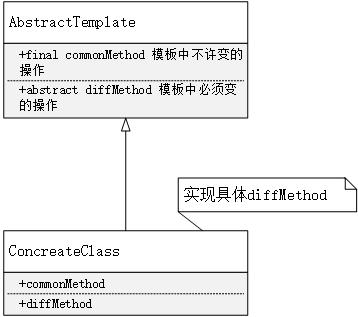 AbstractTemplate
+final commonMethod 模板中不许变的
操作
+abstract diffMethod 模板中必须变
的操作
实现具体diffMethod
ConcreateClass
+commonMethod
+diffMethod